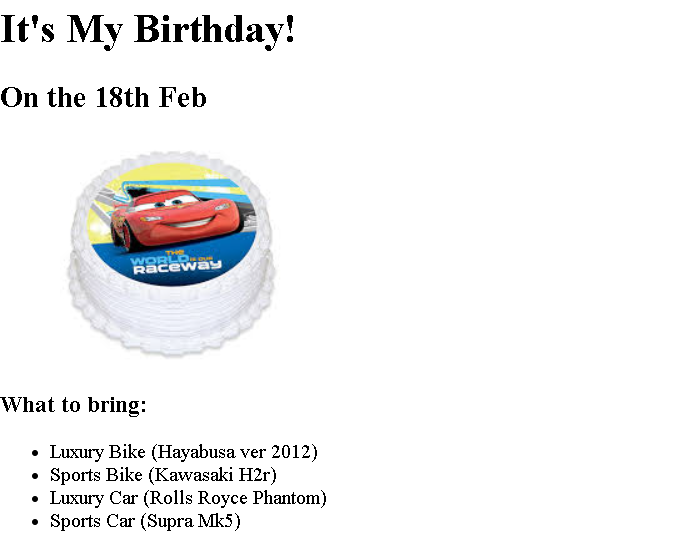 It's My Birthday!
On the 18th Feb
THE
WORLD IS OUR
RACEWAY
What to bring:
Luxury Bike (Hayabusa ver 2012)
Sports Bike (Kawasaki H2r)
Luxury Car (Rolls Royce Phantom)
Sports Car (Supra Mk5)